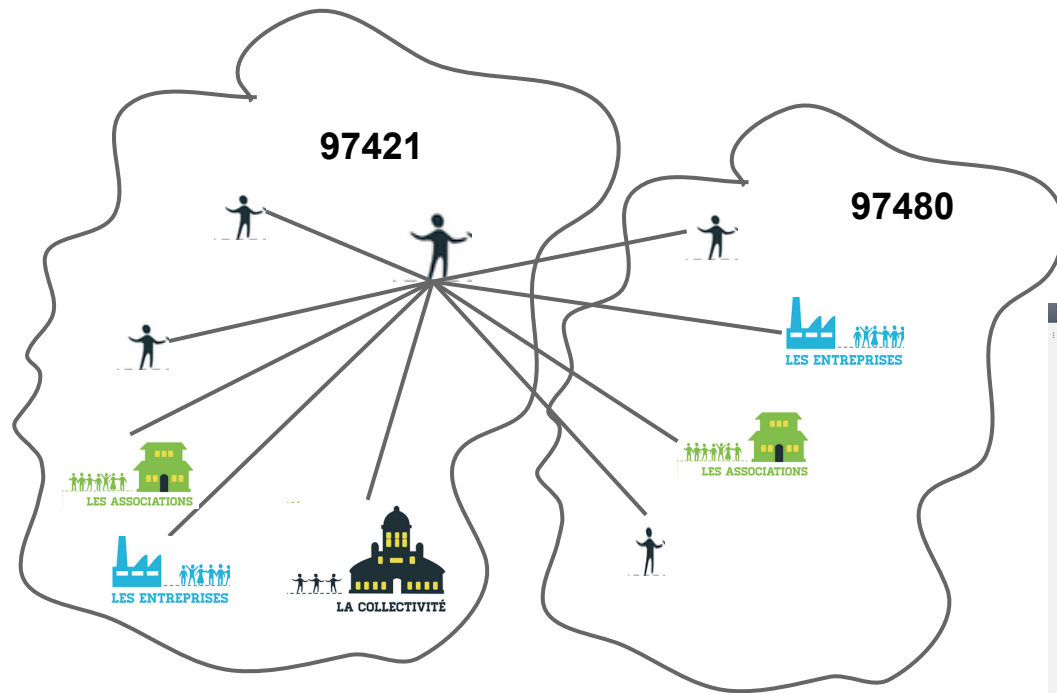 97421
97480
LES ENTREPRISES
LES ASSOCIATIONS
LES ASSOCIATIONS
LES ENTREPRISES
LA COLLECTIVITÉ